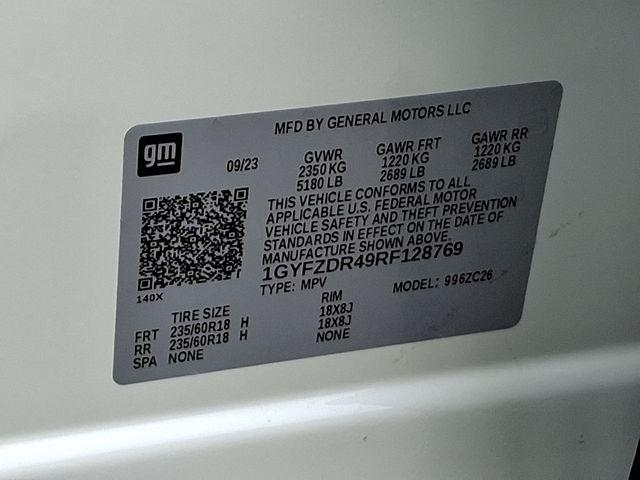 MFD BY GENERAL MOTORS LLC
gm
09/23
GVWR GAWR FRT GAWR RR
2350 KG 1220 KG 1220 KG
5180 LB 2689 LB 2689 LB
THIS VEHICLE CONFORMS TO ALL
APPLICABLE U.S. FEDERAL MOTOR
VEHICLE SAFETY AND THEFT PREVENTION
STANDARDS IN EFFECT ON THE DATE OF
MANUFACTURE SHOWN ABOVE.
1GYFZDR49RF128769
TYPE: MPV MODEL: 996ZC26
140X
TIRE SIZE RIM
FRT 235/60R18 H 18X8J
RR 235/60R18 H 18X8J
SPA NONE NONE